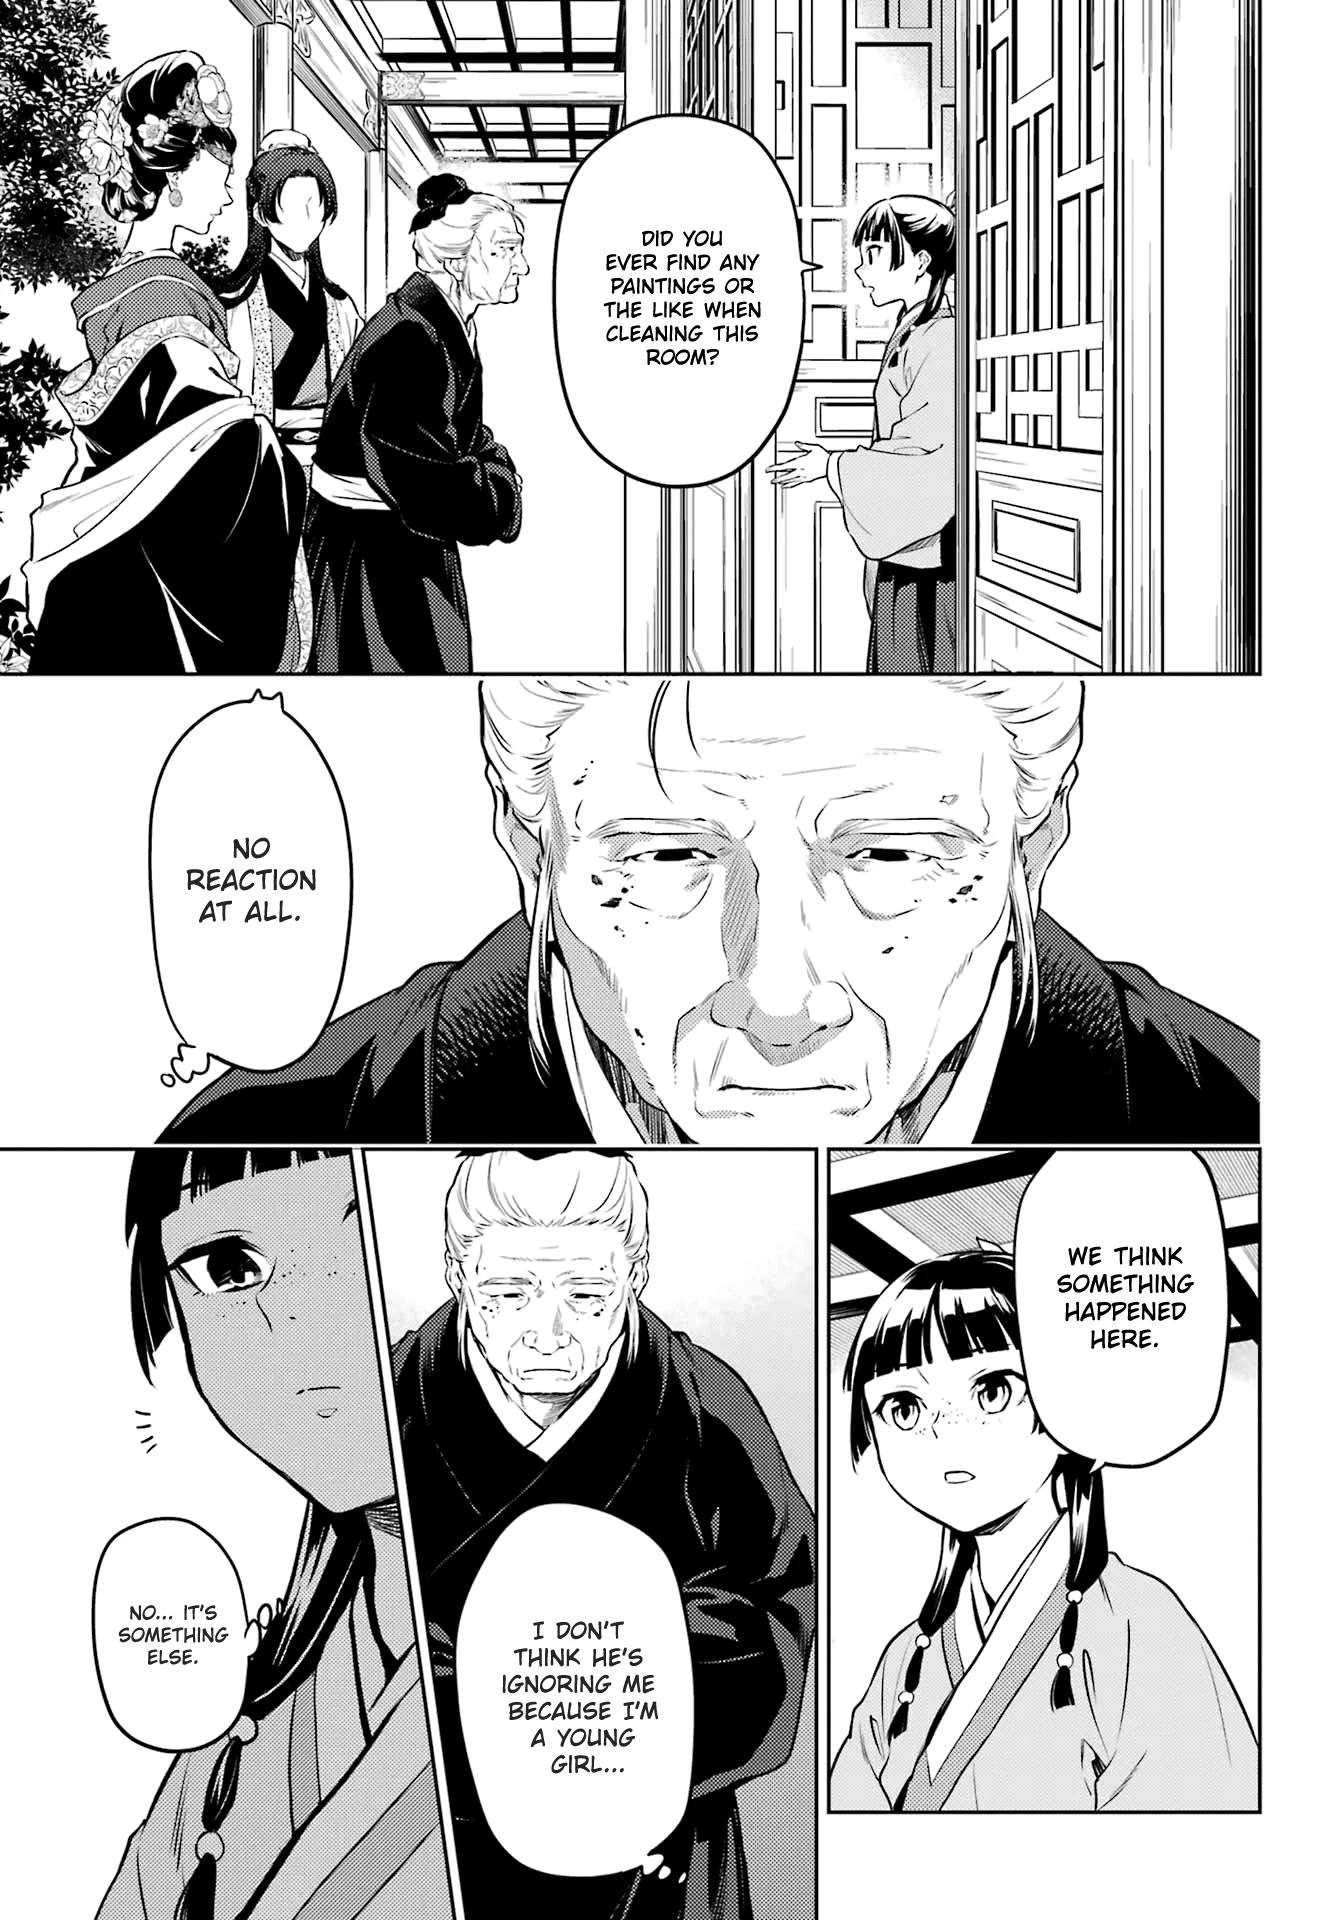 DID YOU
EVER FIND ANY
PAINTINGS OR
THE LIKE WHEN
CLEANING THIS
ROOM?
NO
REACTION
AT ALL.
WE THINK
SOMETHING
HAPPENED
HERE.
I DON'T
THINK HE'S
IGNORING ME
BECAUSE I'M
A YOUNG
GIRL...
NO... IT'S
SOMETHING
ELSE.